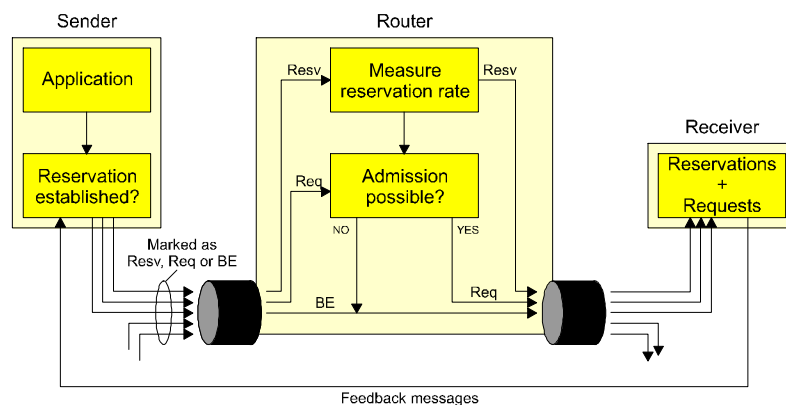 Sender
Router
Application
Resv
Measure
reservation rate
Resv
Receiver
Reservation
established?
Req
Admission
possible?
Reservations
+
Requests
NO
YES
Marked as
Resv, Req or BE
BE
Req
Feedback messages